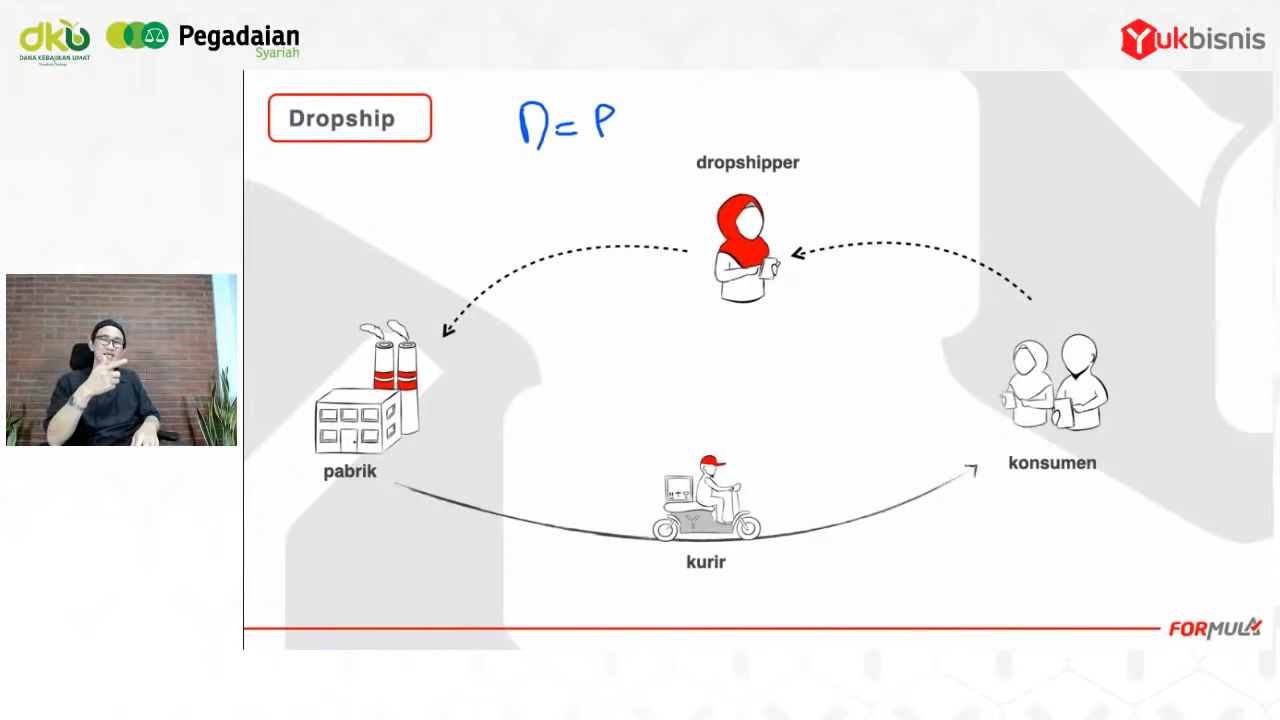 dku
DANA KEBAJIKAN UMAT
Pegadaian
Syariah
Yukbisnis
Dropship
D = P
dropshipper
pabrik
konsumen
Y
kurir
FORMULA